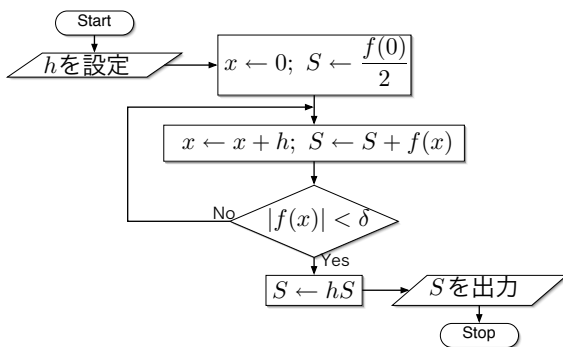 Start
hを設定
x ← 0; S ← f(0)/2
x ← x + h; S ← S + f(x)
|f(x)| < δ
No
Yes
S ← hS
Sを出力
Stop